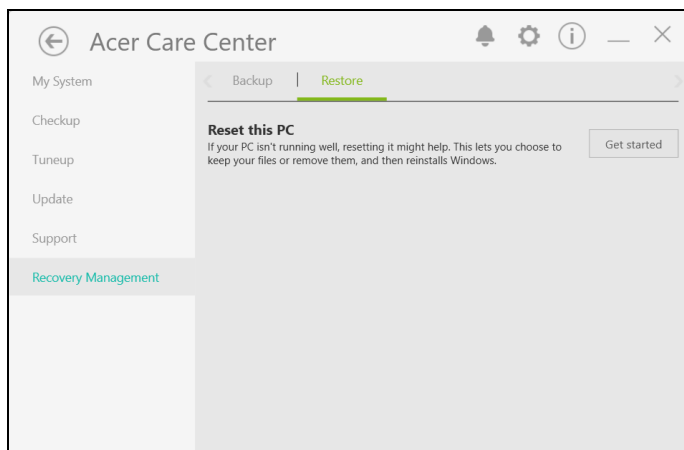 Acer Care Center
My System
Checkup
Tuneup
Update
Support
Recovery Management
Backup
Restore
Reset this PC
If your PC isn't running well, resetting it might help. This lets you choose to
keep your files or remove them, and then reinstalls Windows.
Get started